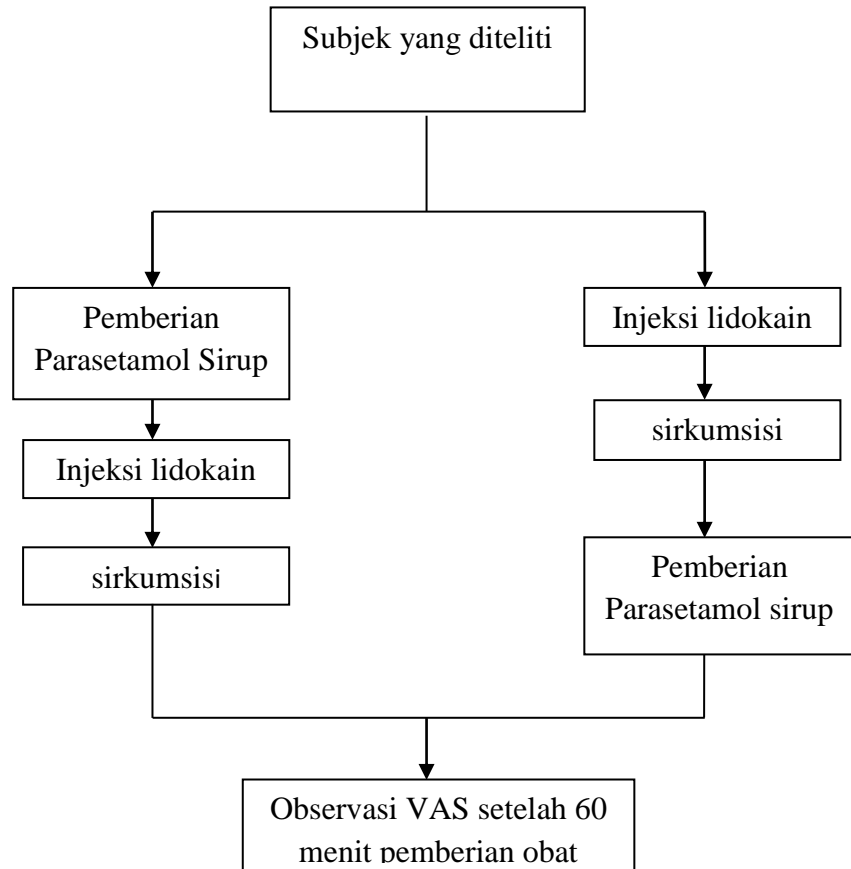 Subjek yang diteliti
Pemberian
Parasetamol Sirup
Injeksi lidokain
sirkumsisi
Injeksi lidokain
sirkumsisi
Pemberian
Parasetamol sirup
Observasi VAS setelah 60
menit pemberian obat